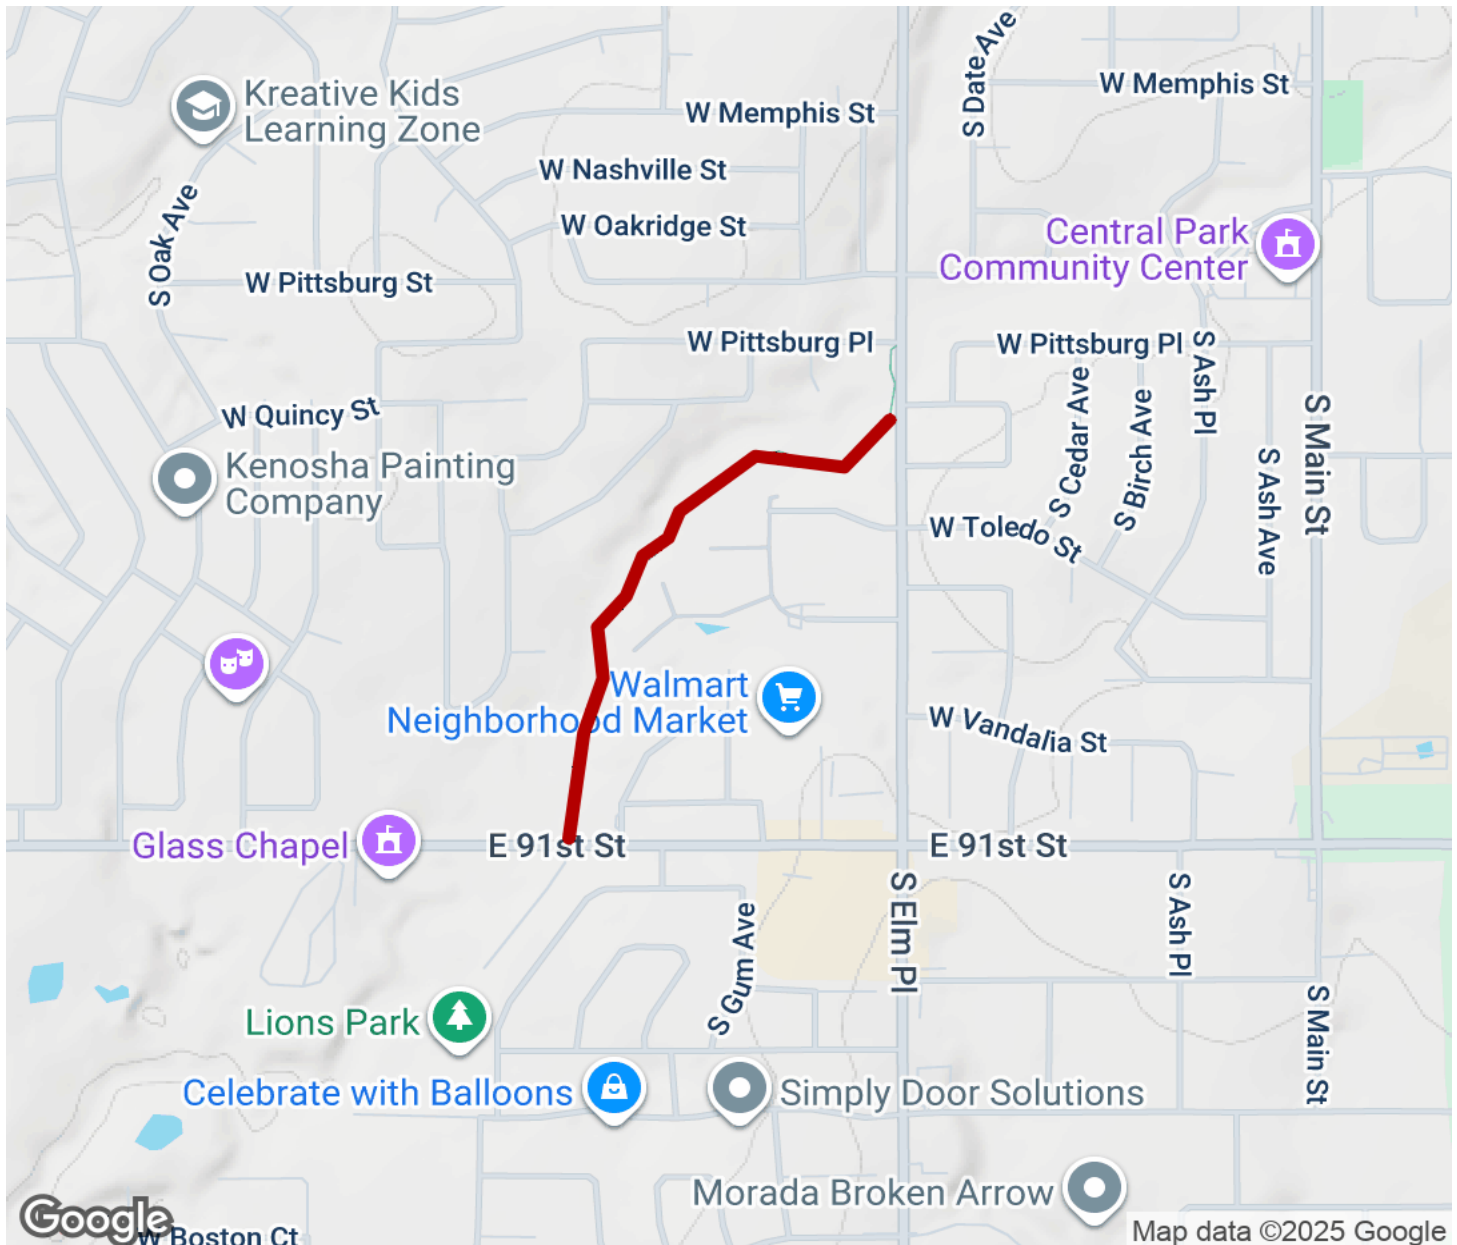 S Date Ave
Kreative Kids
Learning Zone
W Memphis St
W Memphis St
W Nashville St
S Oak Ave
W Oakridge St
Central Park
Community Center
W Pittsburg St
W Pittsburg Pl
W Pittsburg Pl
S Ash Pl
S Cedar Ave
S Birch Ave
S Main St
W Quincy St
Kenosha Painting
Company
S Ash Ave
W Toledo St
Walmart
Neighborhood Market
W Vandalia St
Glass Chapel
E 91st St
E 91st St
S Elm Pl
S Ash Pl
S Gum Ave
Lions Park
S Main St
Celebrate with Balloons
Simply Door Solutions
Morada Broken Arrow
Google
W Boston Ct
Map data ©2025 Google